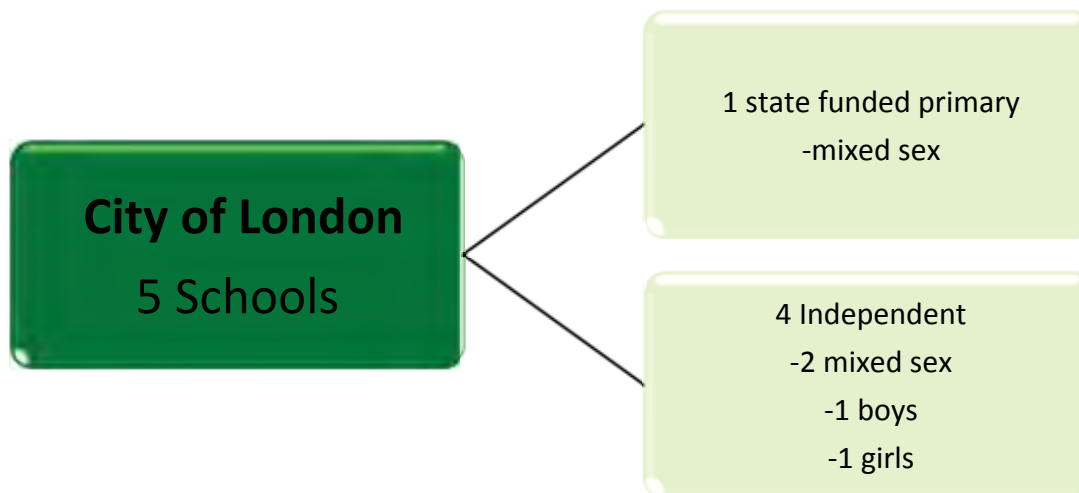 City of London
5 Schools
1 state funded primary
-mixed sex
4 Independent
-2 mixed sex
-1 boys
-1 girls